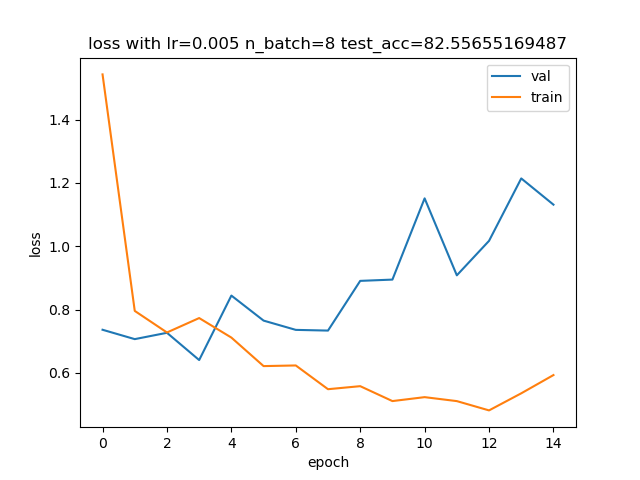 loss with lr=0.005 n_batch=8 test_acc=82.55655169487
val
train
loss
1.4
1.2
1.0
0.8
0.6
0 2 4 6 8 10 12 14
epoch